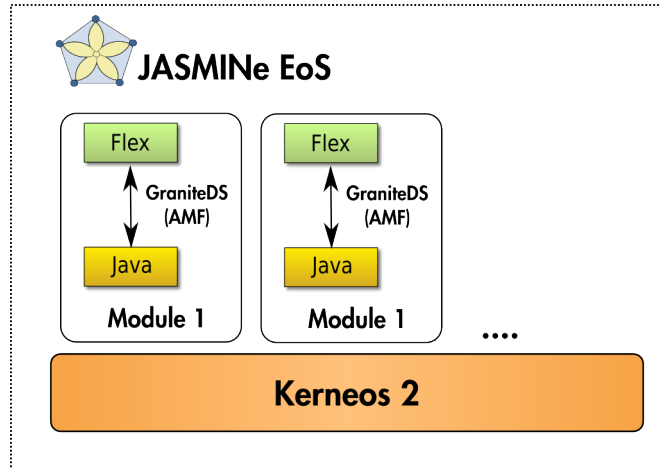 JASMINe EoS
Flex
GraniteDS
(AMF)
Java
Module 1
Flex
GraniteDS
(AMF)
Java
Module 1
....
Kerneos 2